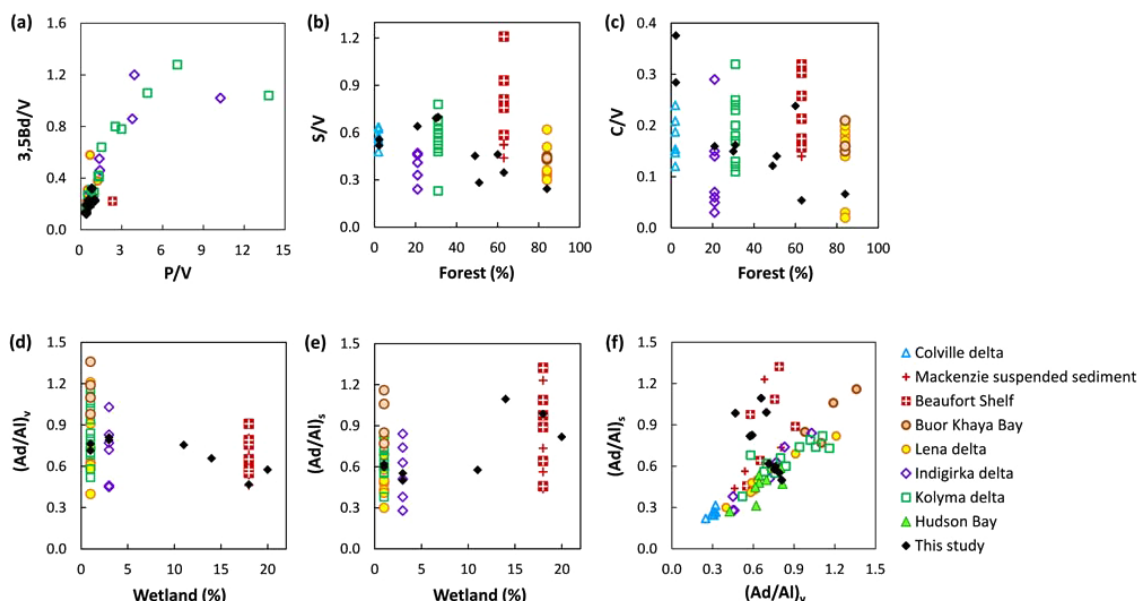 (a)
1.6
1.2
0.8
0.4
0.0
3,5Bd/V
0 3 6 9 12 15
P/V
(b)
1.2
0.9
0.6
0.3
0.0
S/V
0 20 40 60 80 100
Forest (%)
(c)
0.4
0.3
0.2
0.1
0.0
C/V
0 20 40 60 80 100
Forest (%)
(d)
1.5
1.2
0.9
0.6
0.3
0.0
(Ad/Al)v
0 5 10 15 20
Wetland (%)
(e)
1.5
1.2
0.9
0.6
0.3
0.0
(Ad/Al)s
0 5 10 15 20
Wetland (%)
(f)
1.5
1.2
0.9
0.6
0.3
0.0
(Ad/Al)s
0.0 0.3 0.6 0.9 1.2 1.5
(Ad/Al)v
Colville delta
Mackenzie suspended sediment
Beaufort Shelf
Buor Khaya Bay
Lena delta
Indigirka delta
Kolyma delta
Hudson Bay
This study